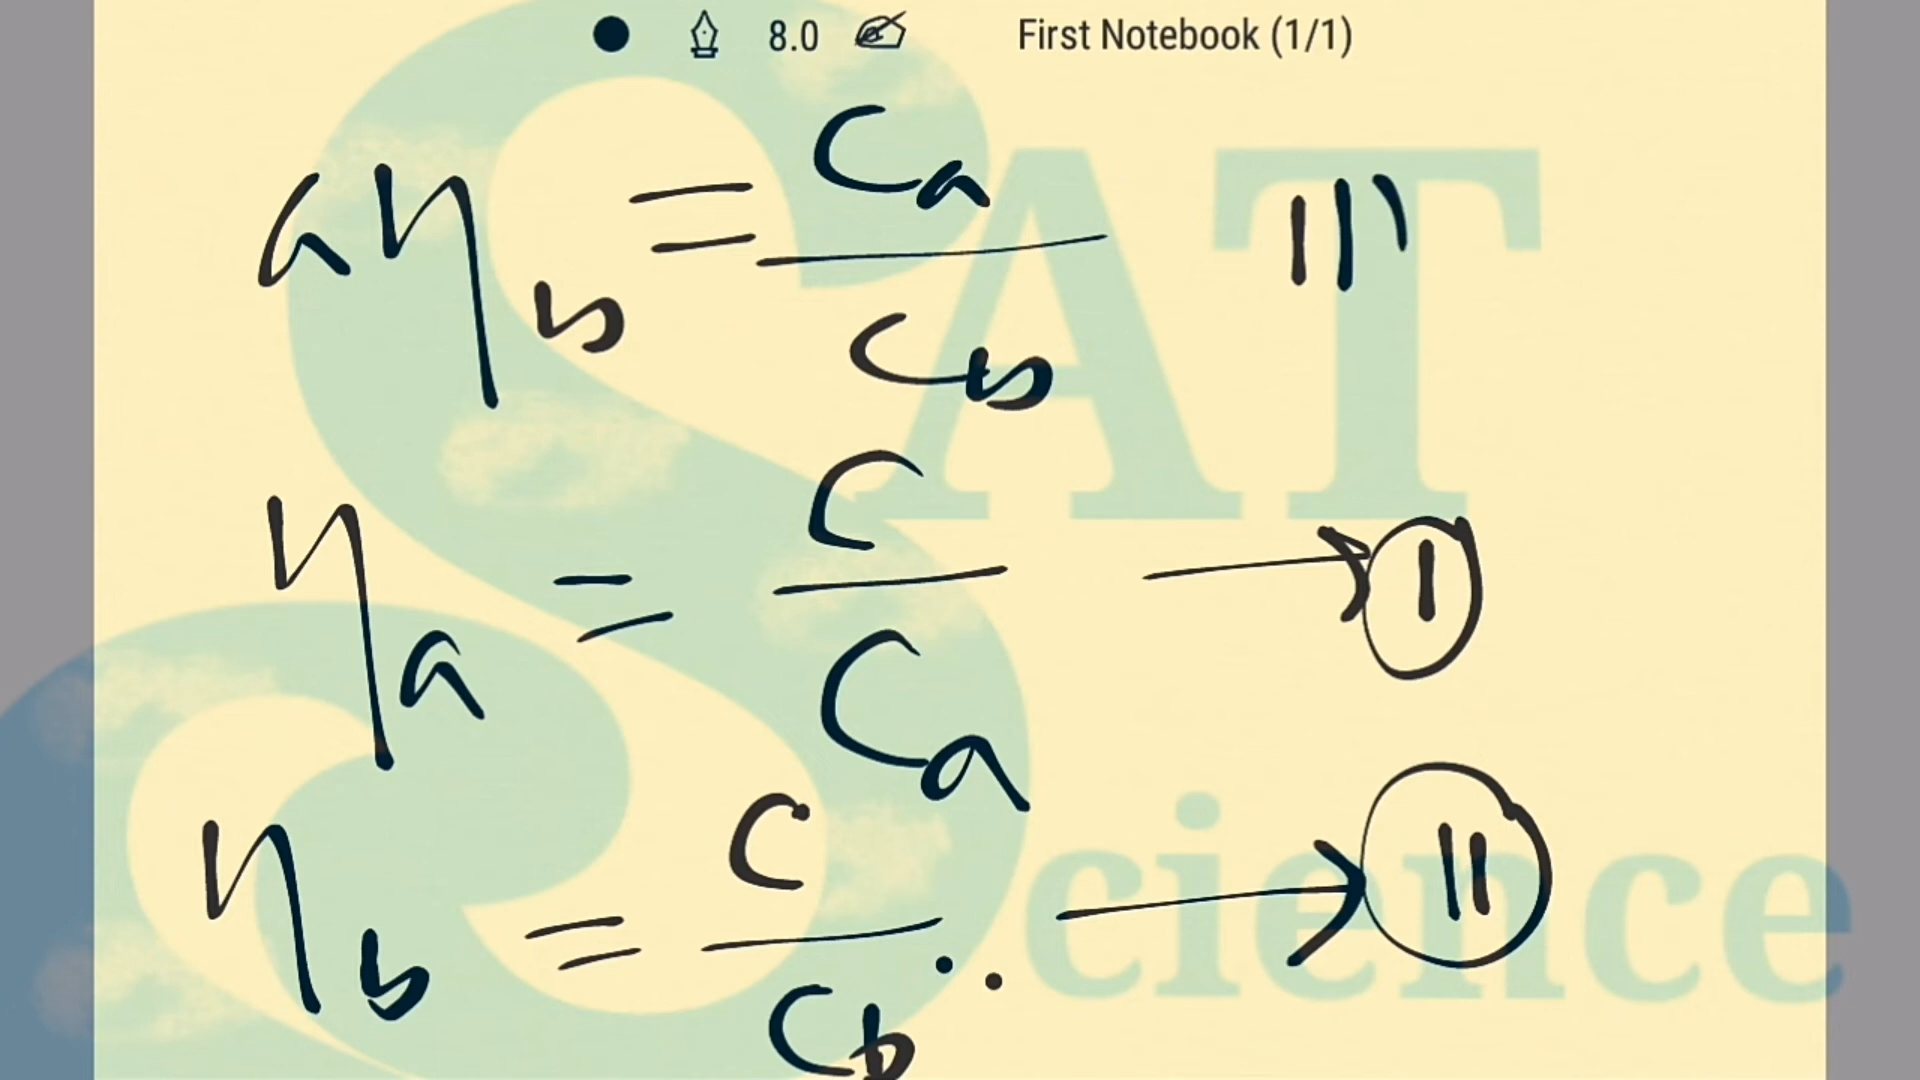 8.0 First Notebook (1/1)
aηb = Ca / Cb III
ηa = C / Ca → I
ηb = C / Cb → II
SAT
Science